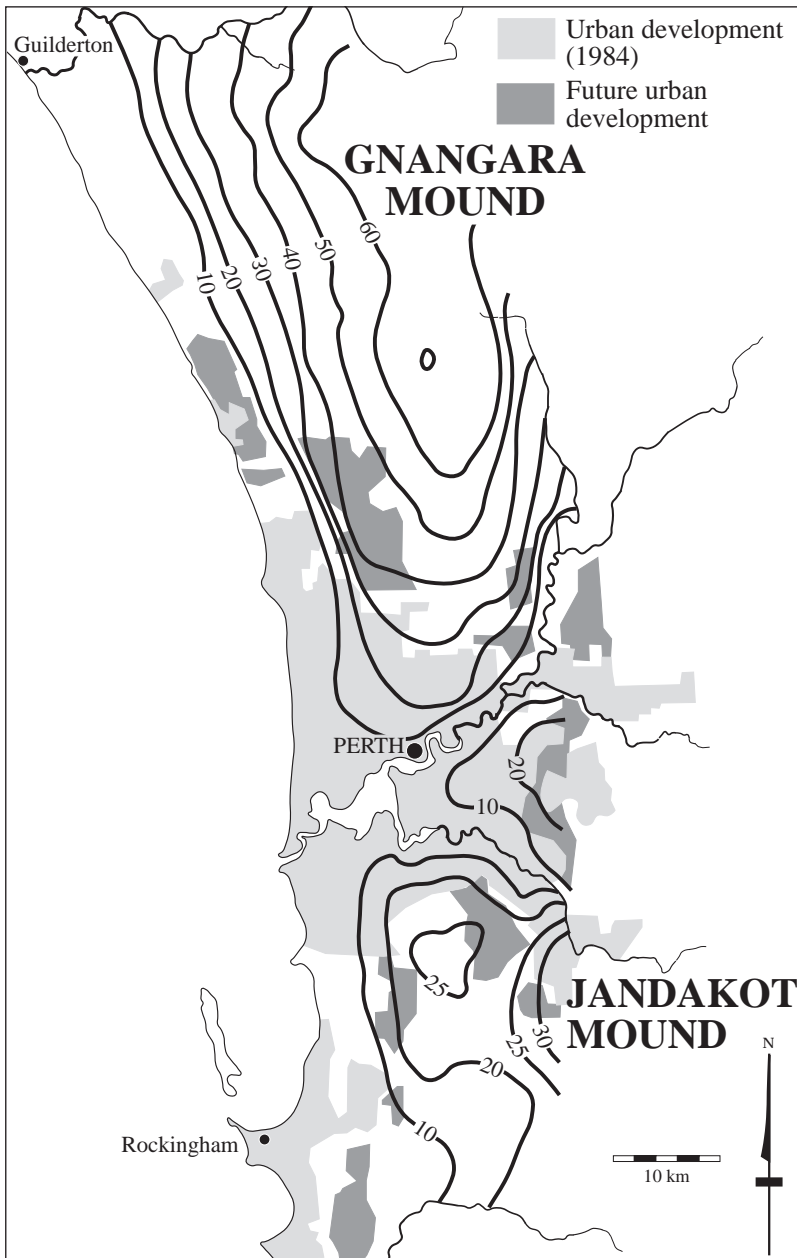 Guilderton
Urban development
(1984)
Future urban
development
GNANGARA
MOUND
10
20
30
40
50
60
PERTH
20
10
25
JANDAKOT
MOUND
25
30
20
10
N
Rockingham
10 km